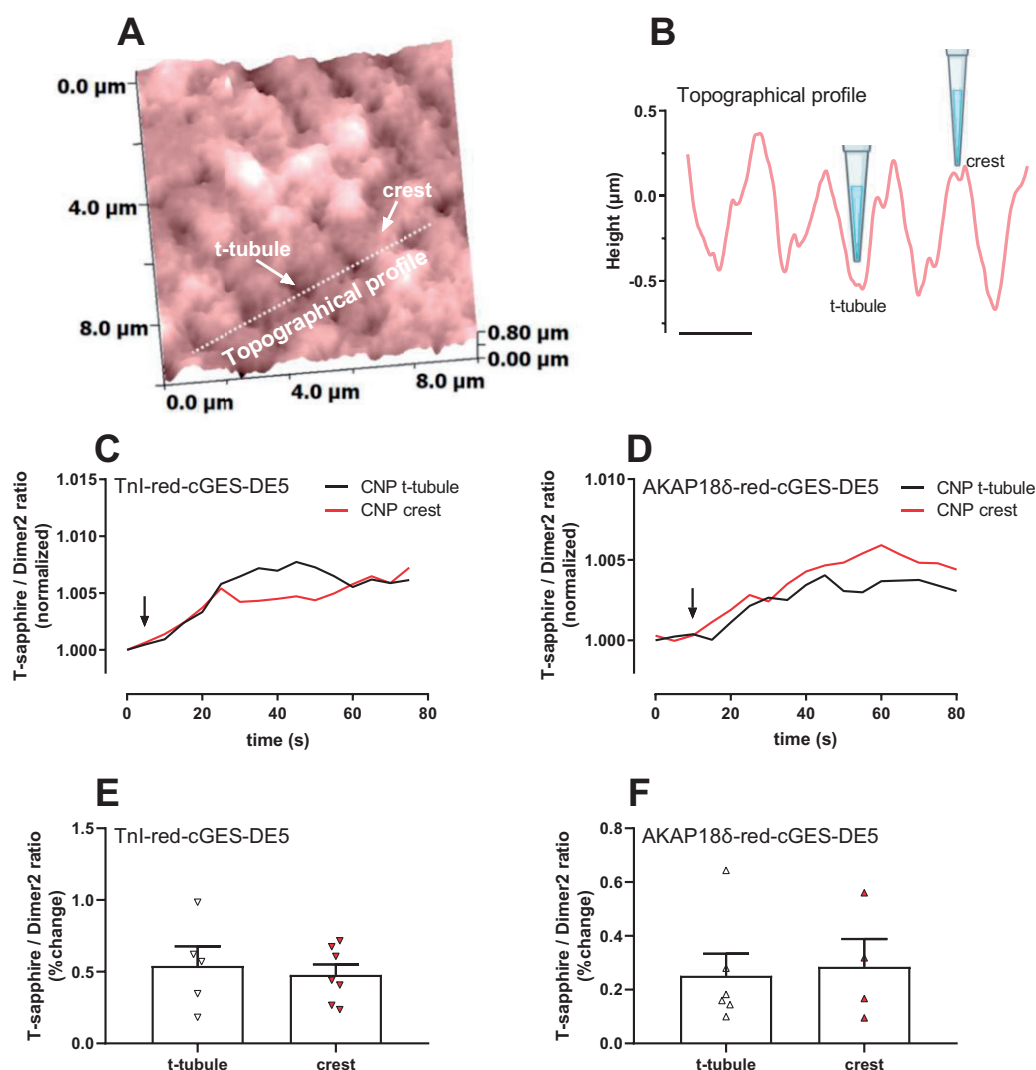 A
0.0 µm
4.0 µm
8.0 µm
crest
t-tubule
Topographical profile
0.80 µm
0.00 µm
0.0 µm
4.0 µm
8.0 µm
B
Topographical profile
Height (µm)
0.5
0.0
-0.5
crest
t-tubule
C
TnI-red-cGES-DE5
T-sapphire / Dimer2 ratio
(normalized)
1.015
1.010
1.005
1.000
CNP t-tubule
CNP crest
0 20 40 60 80
time (s)
D
AKAP18δ-red-cGES-DE5
T-sapphire / Dimer2 ratio
(normalized)
1.010
1.005
1.000
CNP t-tubule
CNP crest
0 20 40 60 80
time (s)
E
TnI-red-cGES-DE5
T-sapphire / Dimer2 ratio
(%change)
1.5
1.0
0.5
0.0
t-tubule crest
F
AKAP18δ-red-cGES-DE5
T-sapphire / Dimer2 ratio
(%change)
0.8
0.6
0.4
0.2
0.0
t-tubule crest